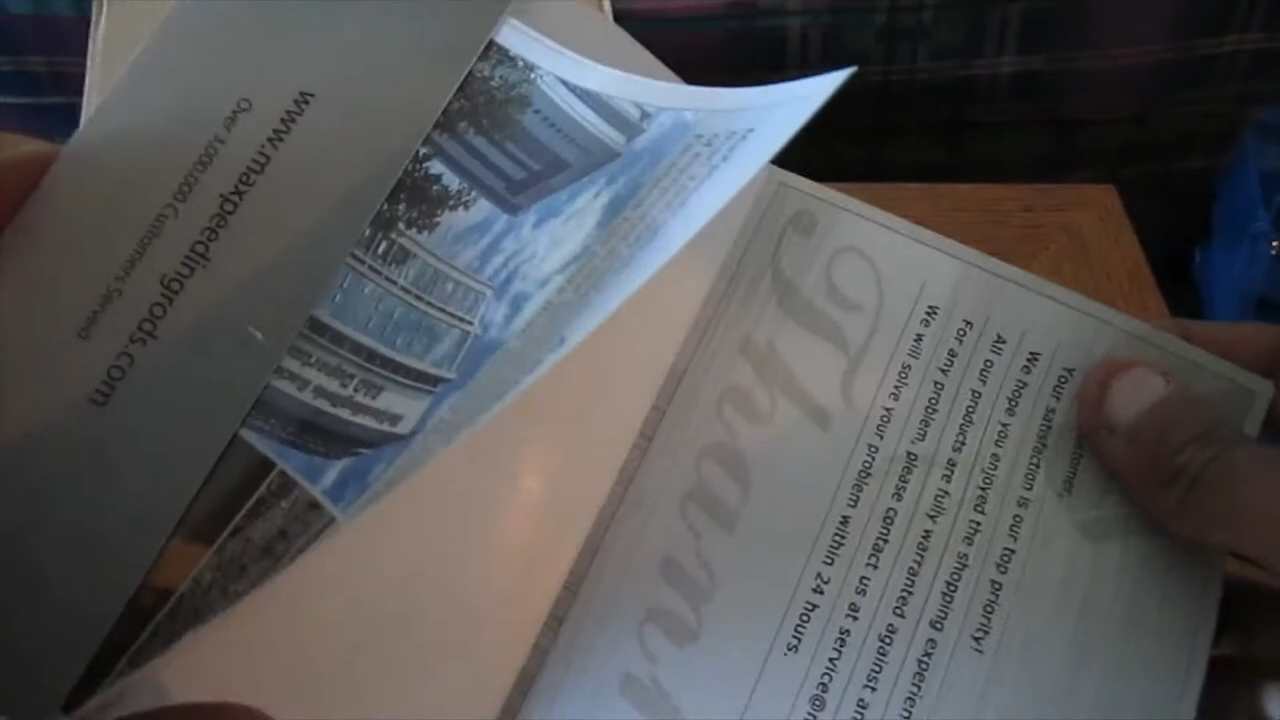 www.maxpeedingrods.com
Over 1,000,000 Customers Served
R&D Department
ustomer,
Your satisfaction is our top priority!
We hope you enjoyed the shopping experien
All our products are fully warranted against an
For any problem, please contact us at service@
We will solve your problem within 24 hours.
Than